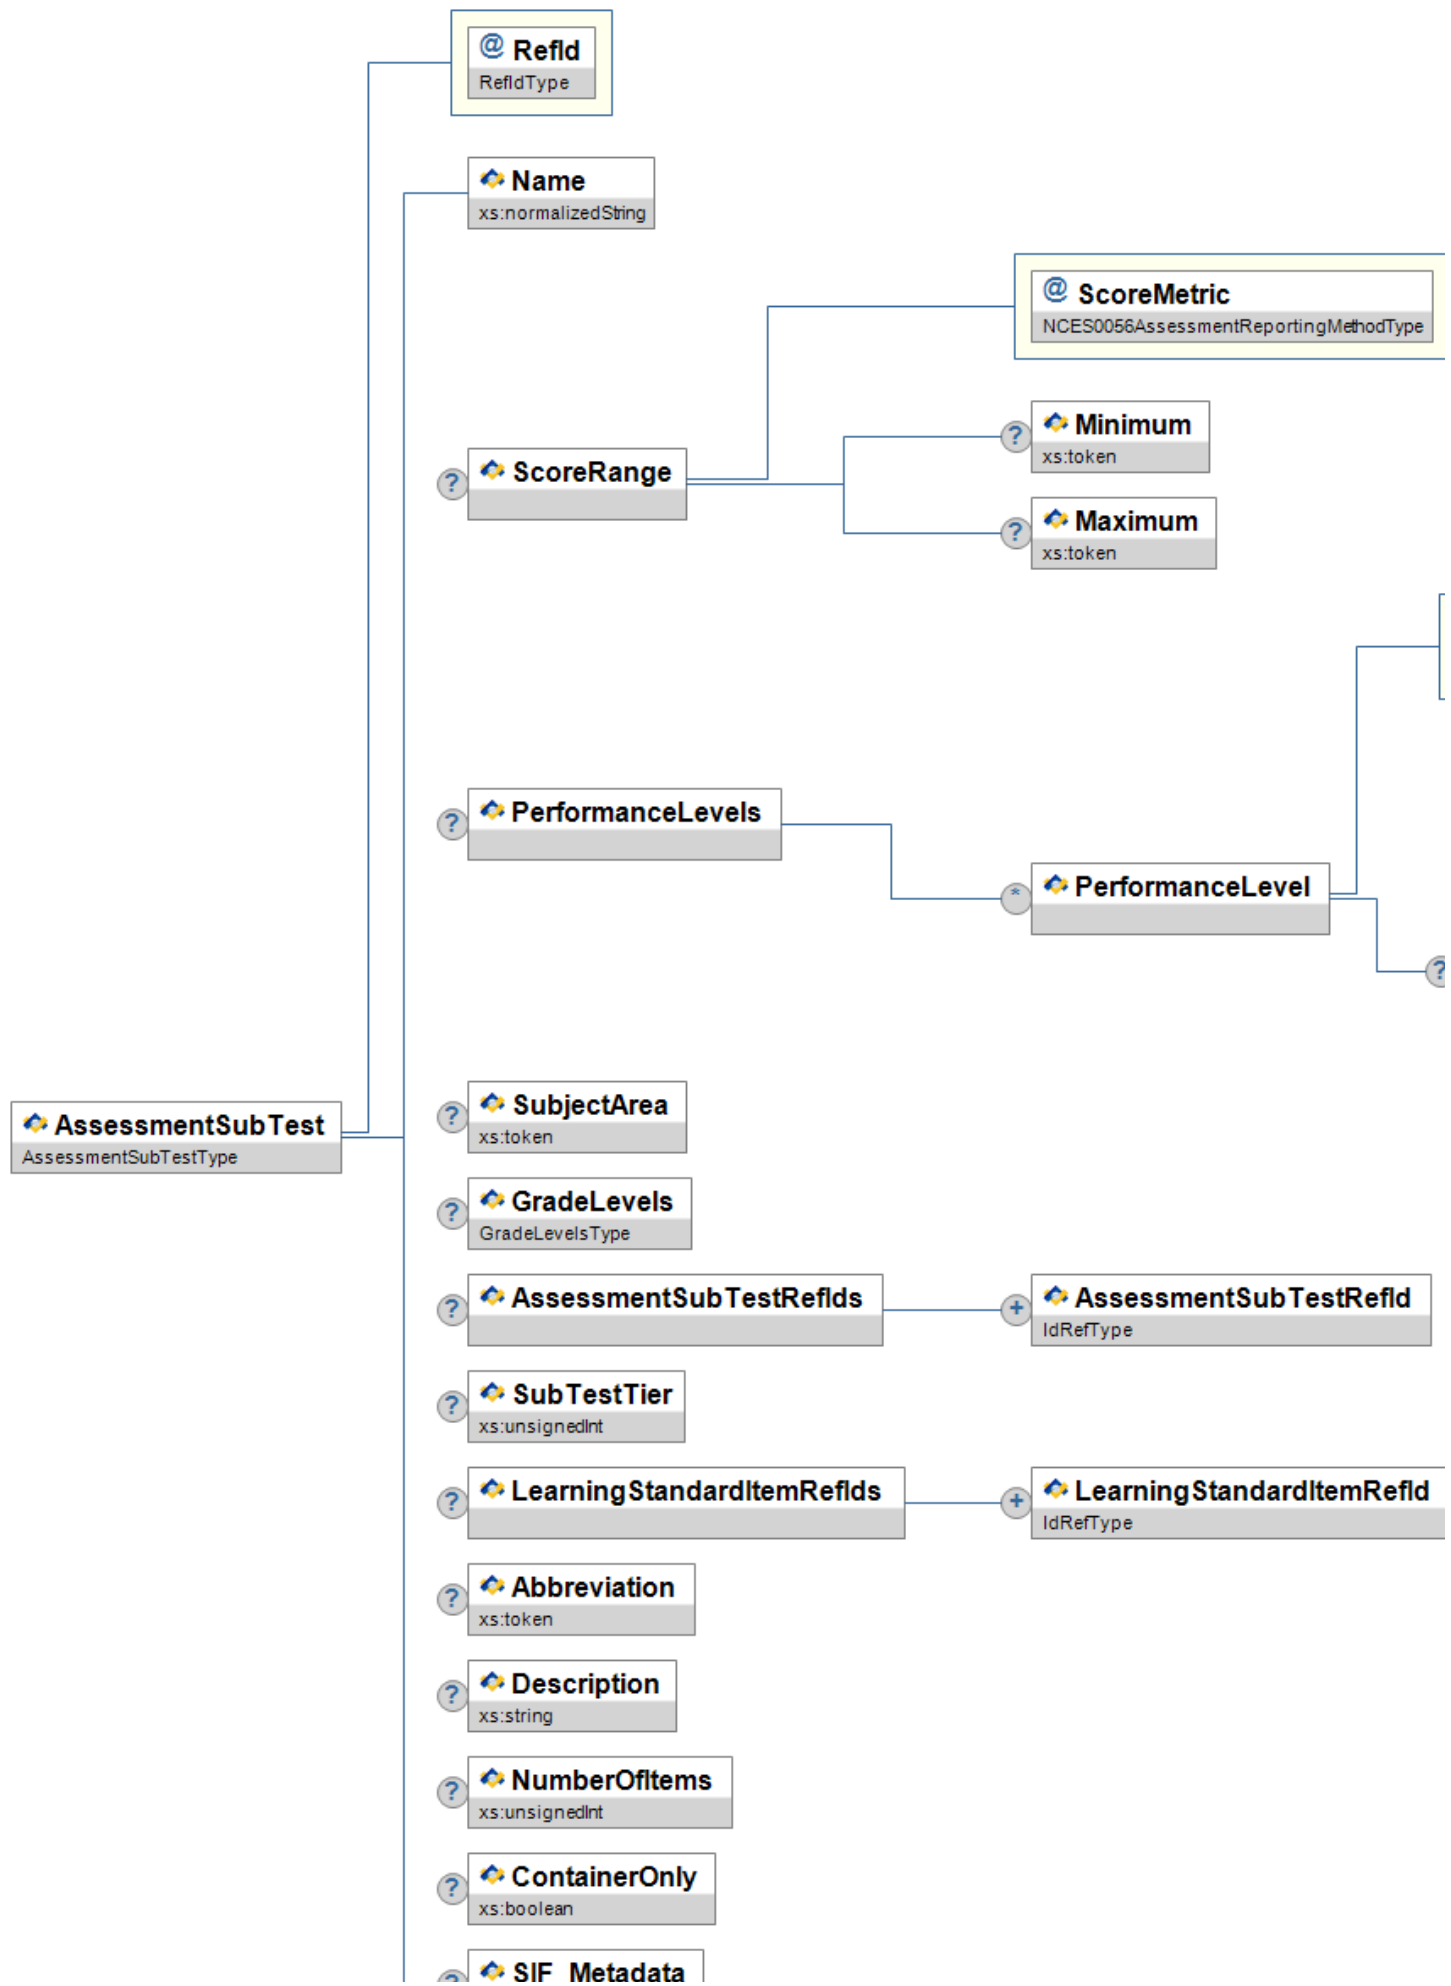 @ RefId
RefIdType
Name
xs:normalizedString
@ ScoreMetric
NCES0056AssessmentReportingMethodType
? Minimum
xs:token
? ScoreRange
? Maximum
xs:token
? PerformanceLevels
* PerformanceLevel
?
? SubjectArea
xs:token
AssessmentSubTest
AssessmentSubTestType
? GradeLevels
GradeLevelsType
? AssessmentSubTestRefIds
+ AssessmentSubTestRefId
IdRefType
? SubTestTier
xs:unsignedInt
? LearningStandardItemRefIds
+ LearningStandardItemRefId
IdRefType
? Abbreviation
xs:token
? Description
xs:string
? NumberOfItems
xs:unsignedInt
? ContainerOnly
xs:boolean
? SIF_Metadata